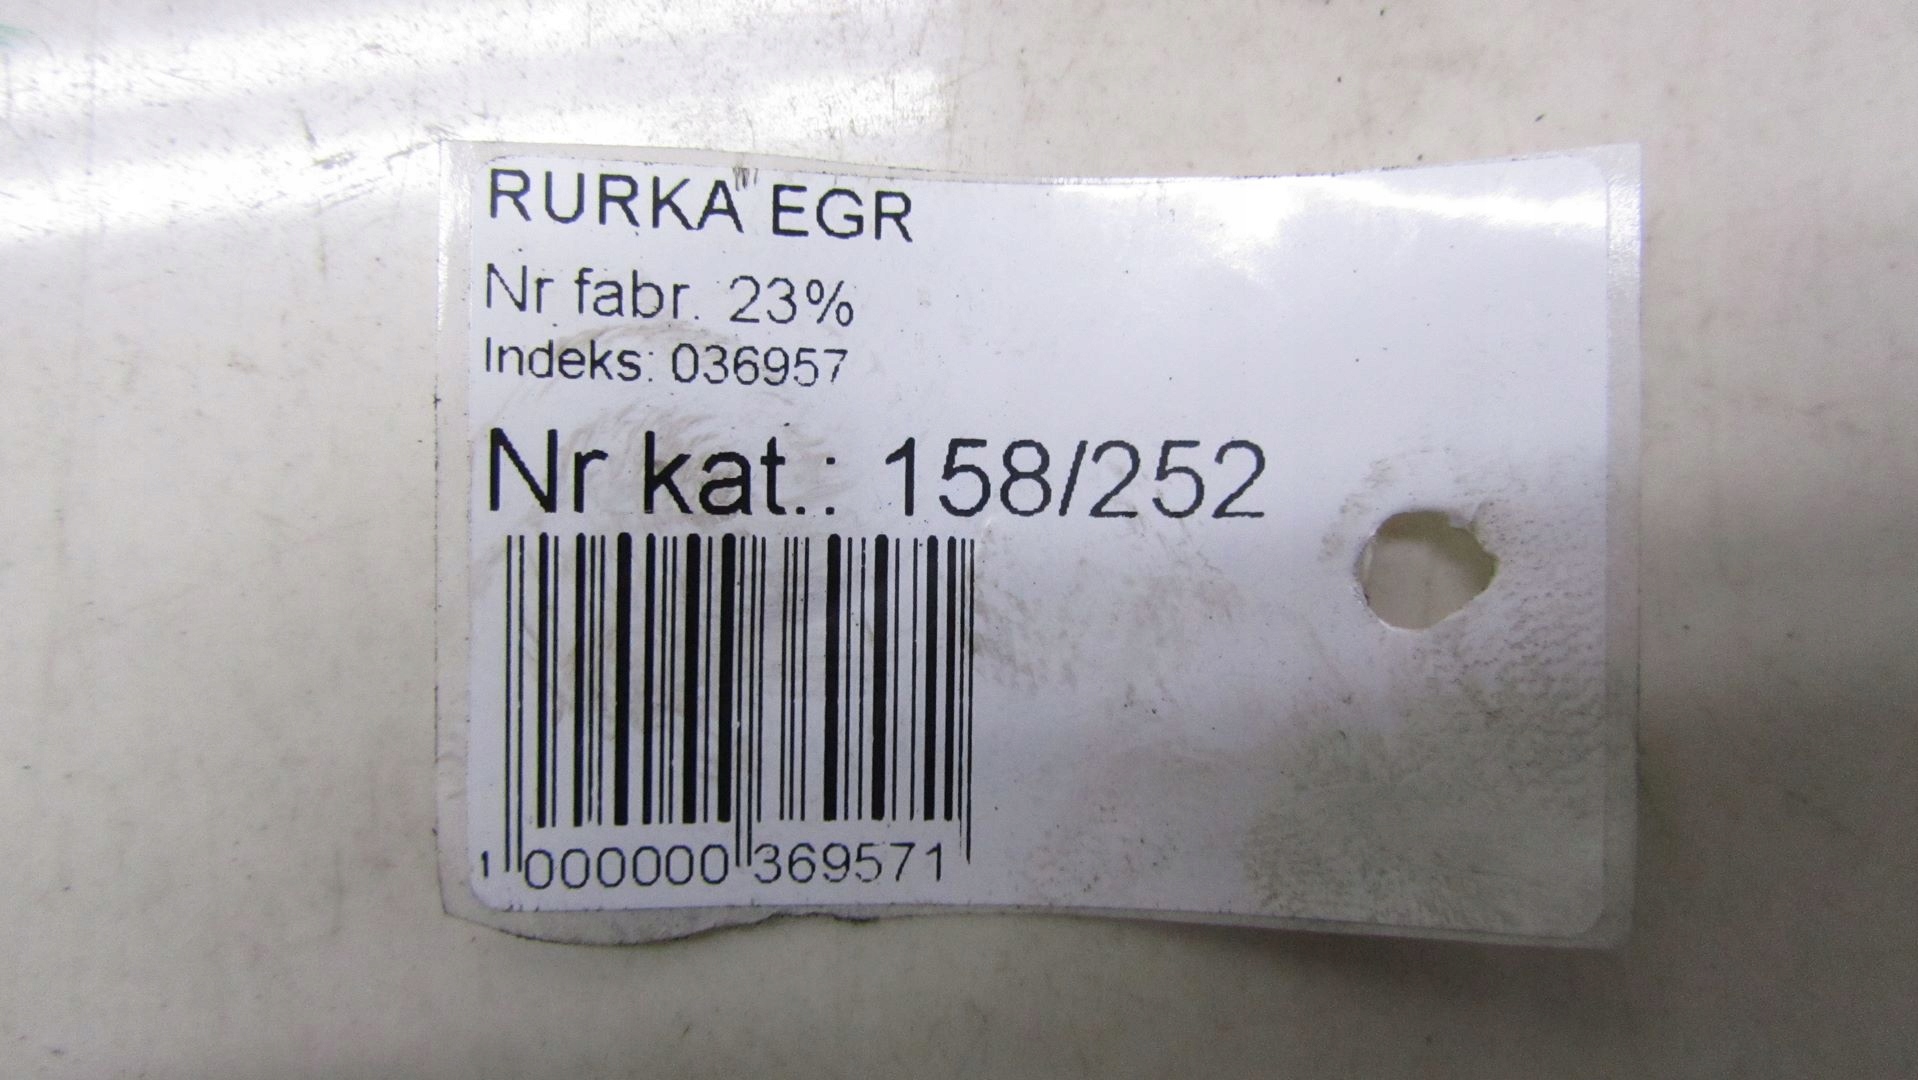 RURKA EGR
Nr fabr. 23%
Indeks: 036957
Nr kat.: 158/252
1 000000 369571